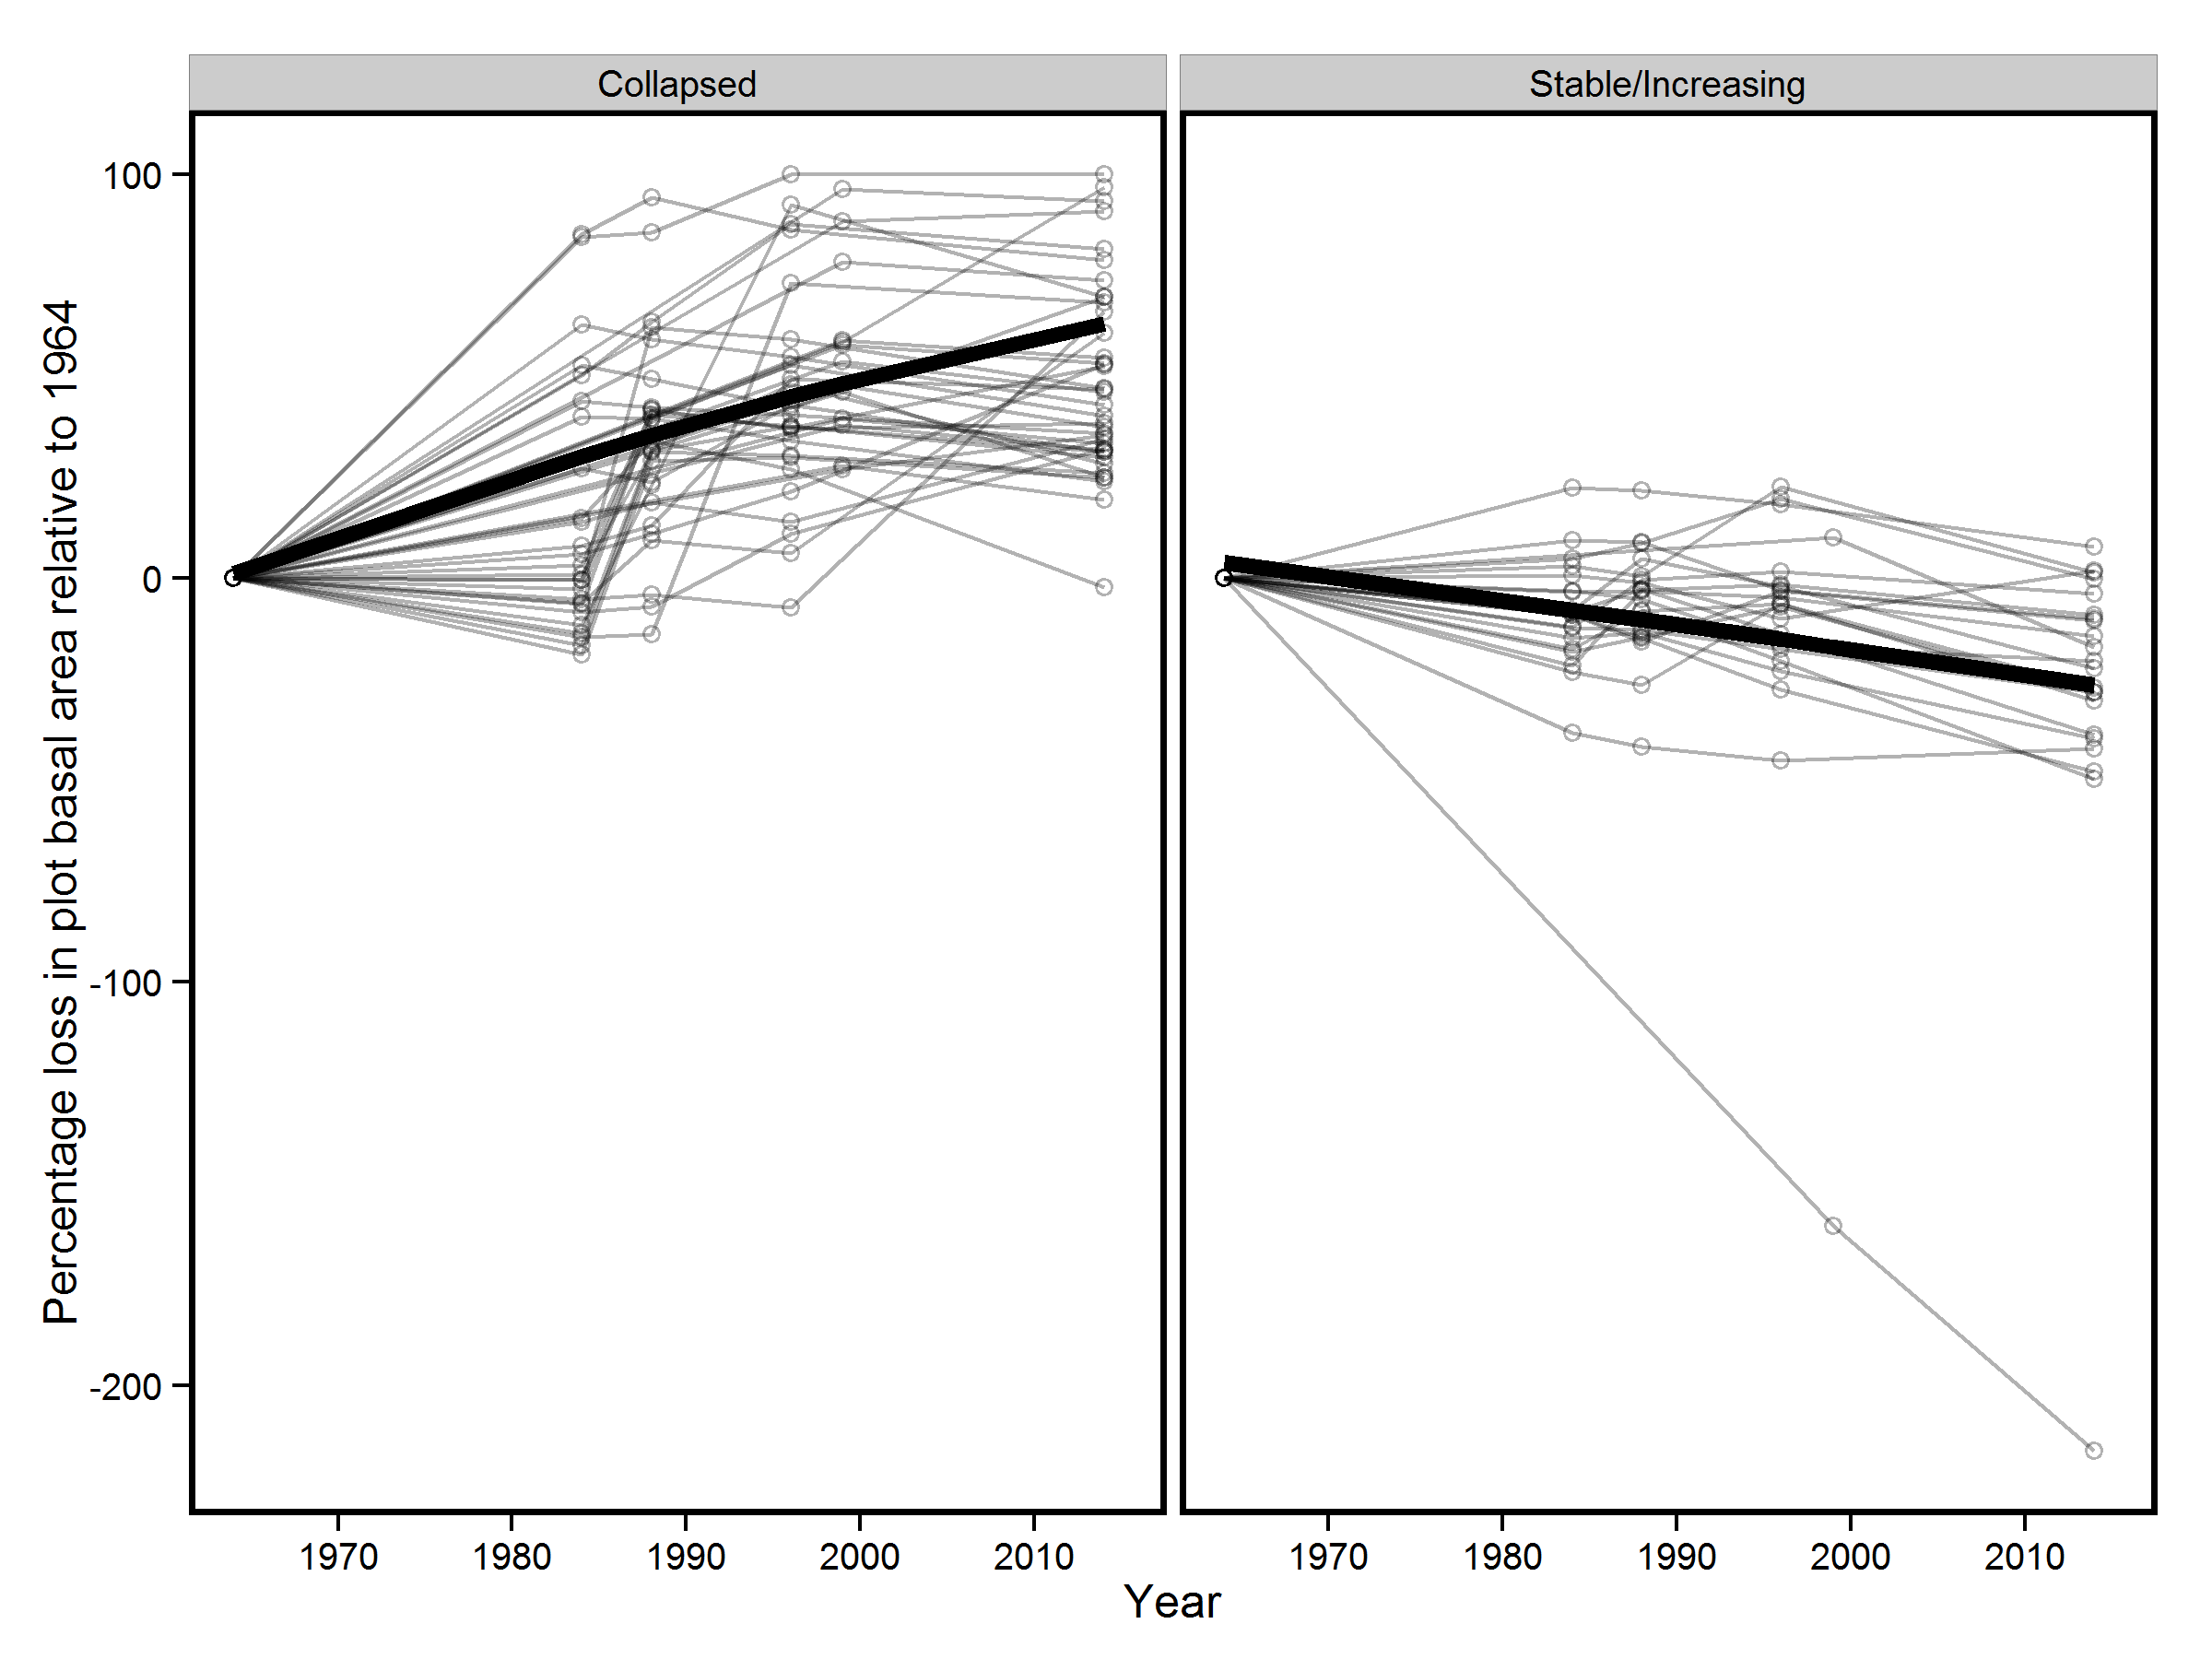 Collapsed
Stable/Increasing
Percentage loss in plot basal area relative to 1964
100
0
-100
-200
1970 1980 1990 2000 2010
1970 1980 1990 2000 2010
Year